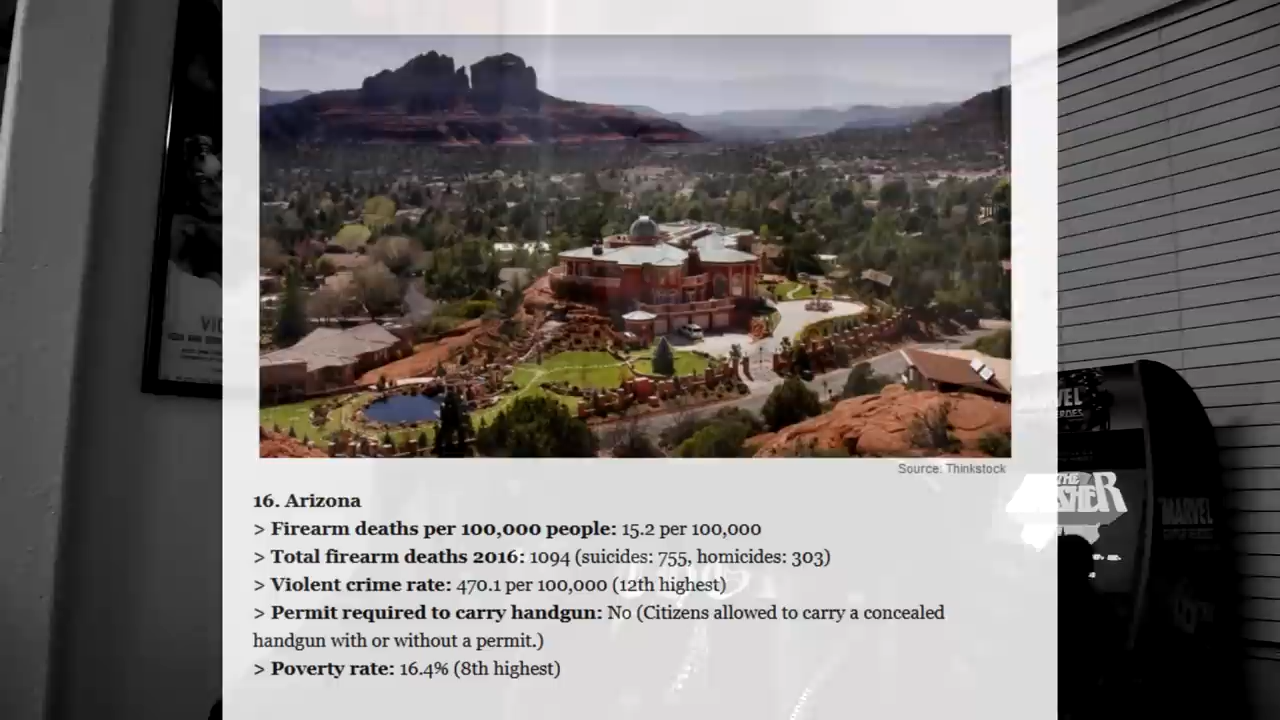 Source: Thinkstock
16. Arizona
> Firearm deaths per 100,000 people: 15.2 per 100,000
> Total firearm deaths 2016: 1094 (suicides: 755, homicides: 303)
> Violent crime rate: 470.1 per 100,000 (12th highest)
> Permit required to carry handgun: No (Citizens allowed to carry a concealed
handgun with or without a permit.)
> Poverty rate: 16.4% (8th highest)
THE
MARVEL